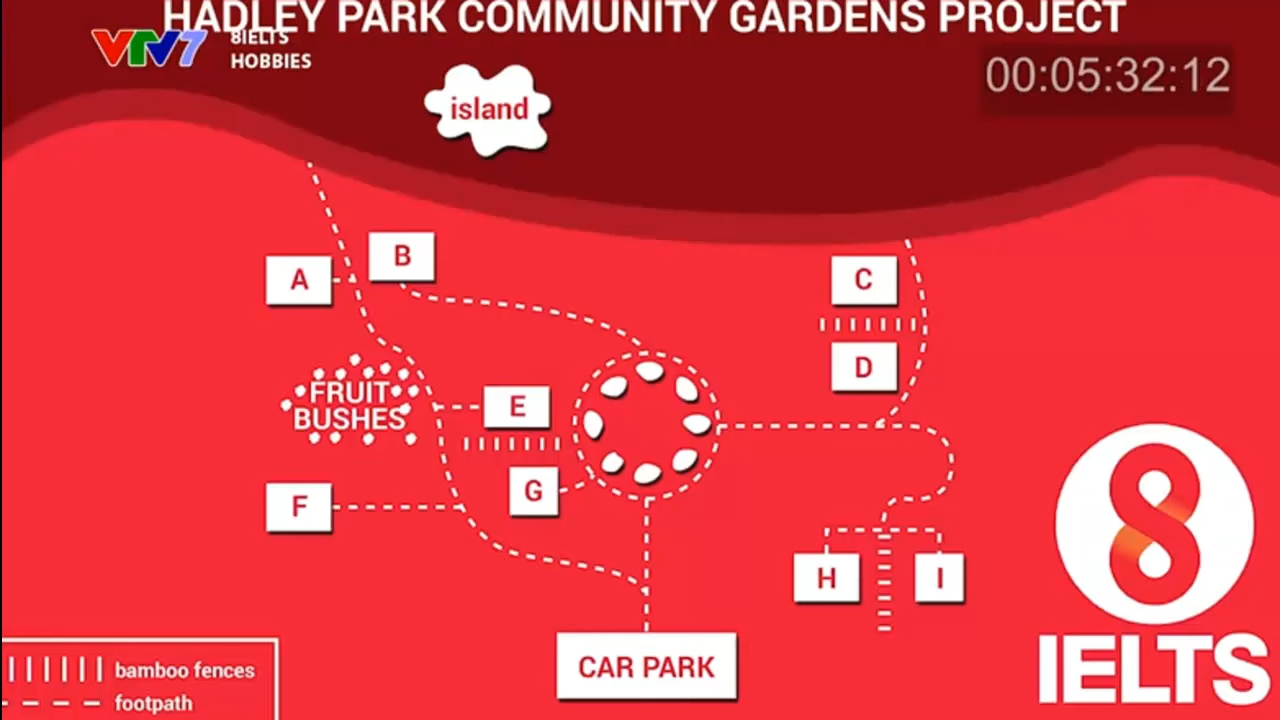 HADLEY PARK COMMUNITY GARDENS PROJECT
VTV7
8IELTS
HOBBIES
00:05:32:12
island
B
A
C
D
FRUIT
BUSHES
E
G
F
H
I
CAR PARK
bamboo fences
footpath
8
IELTS